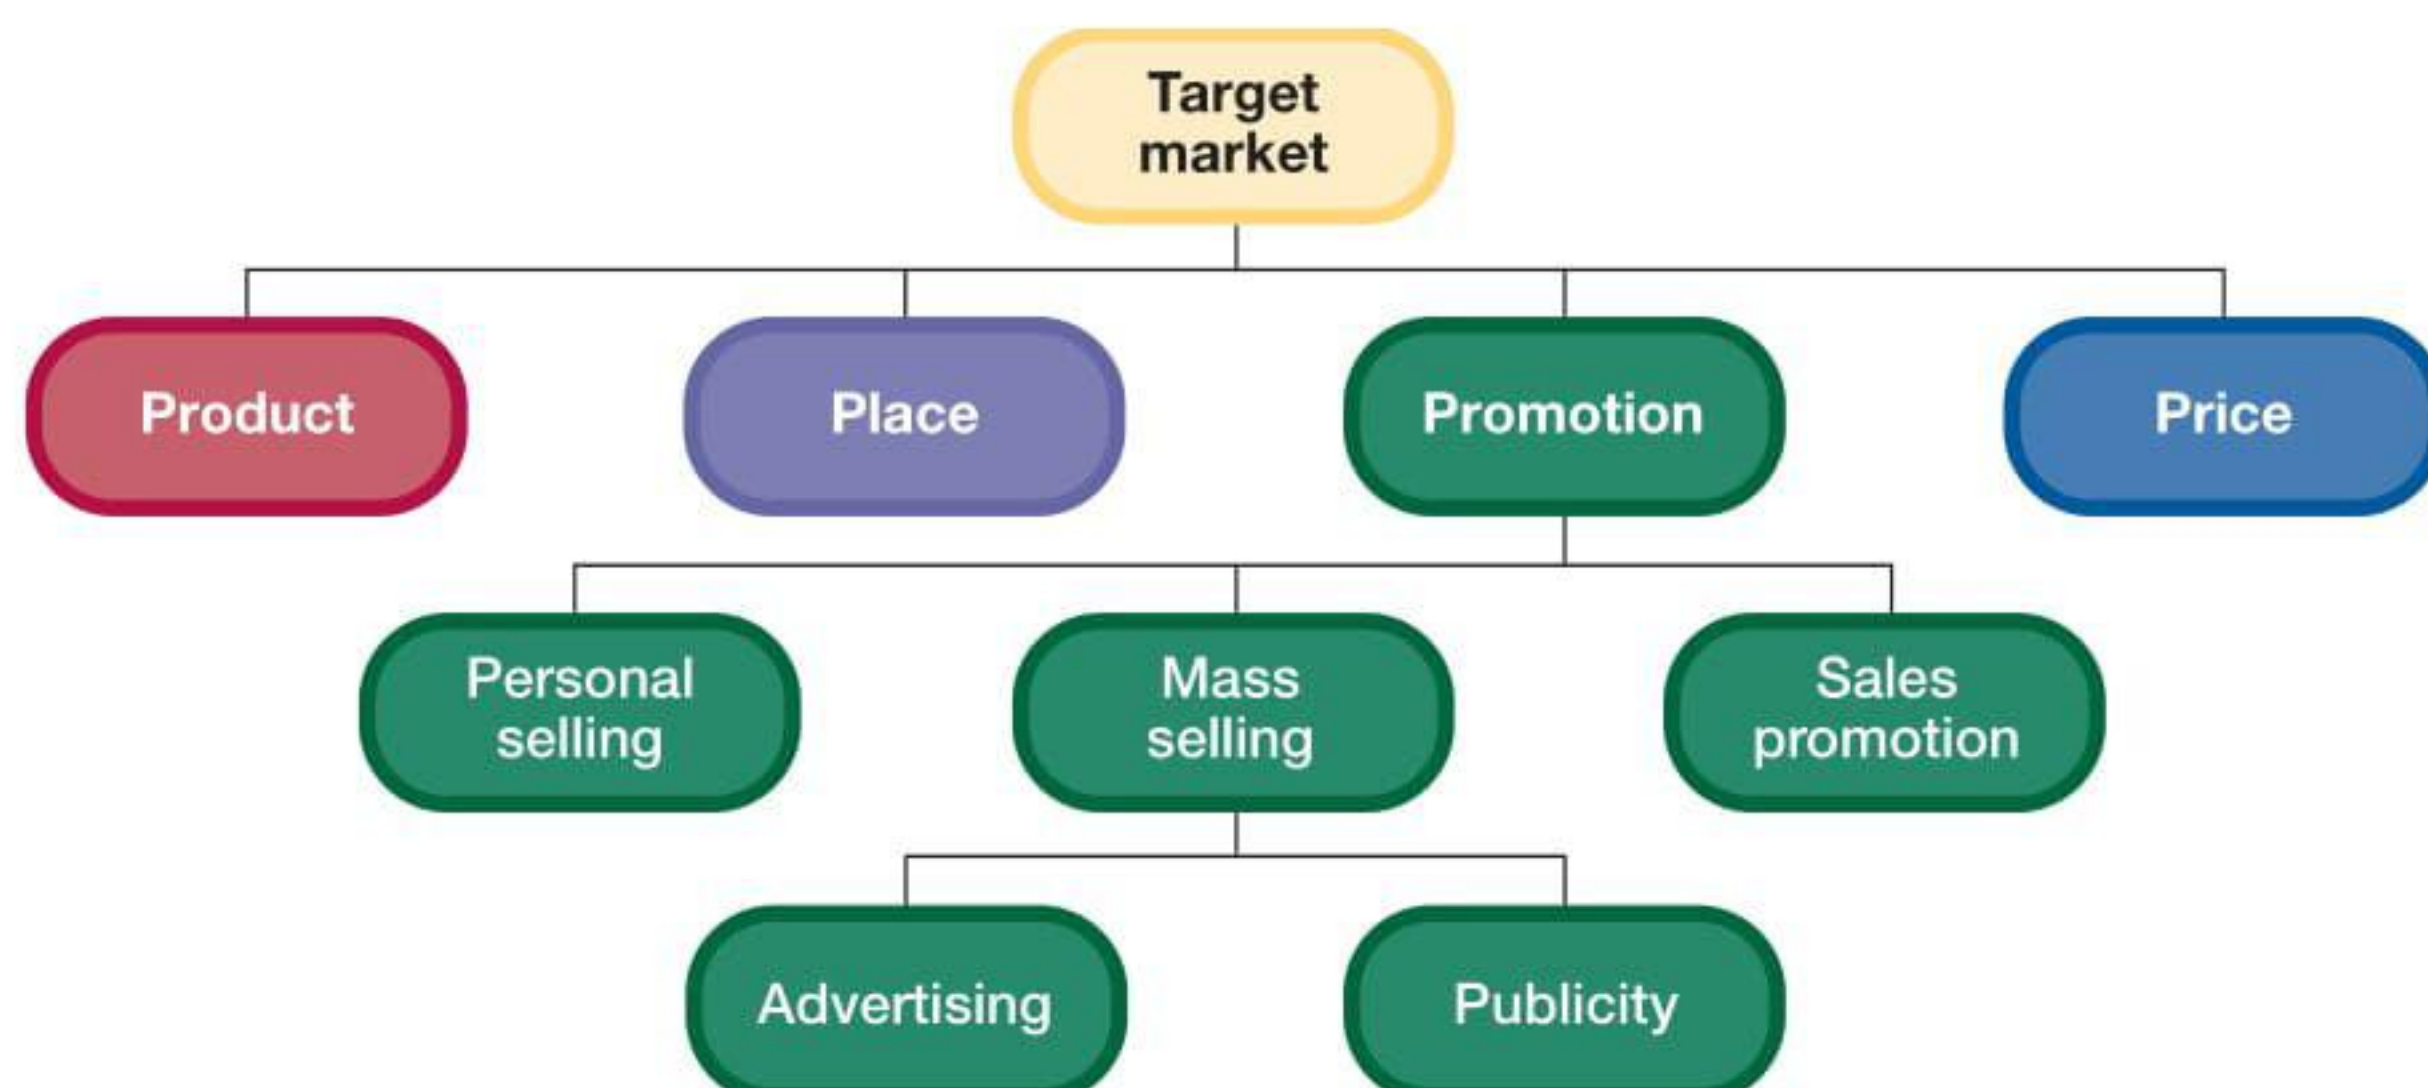 Target
market
Product
Place
Promotion
Price
Personal
selling
Mass
selling
Sales
promotion
Advertising
Publicity